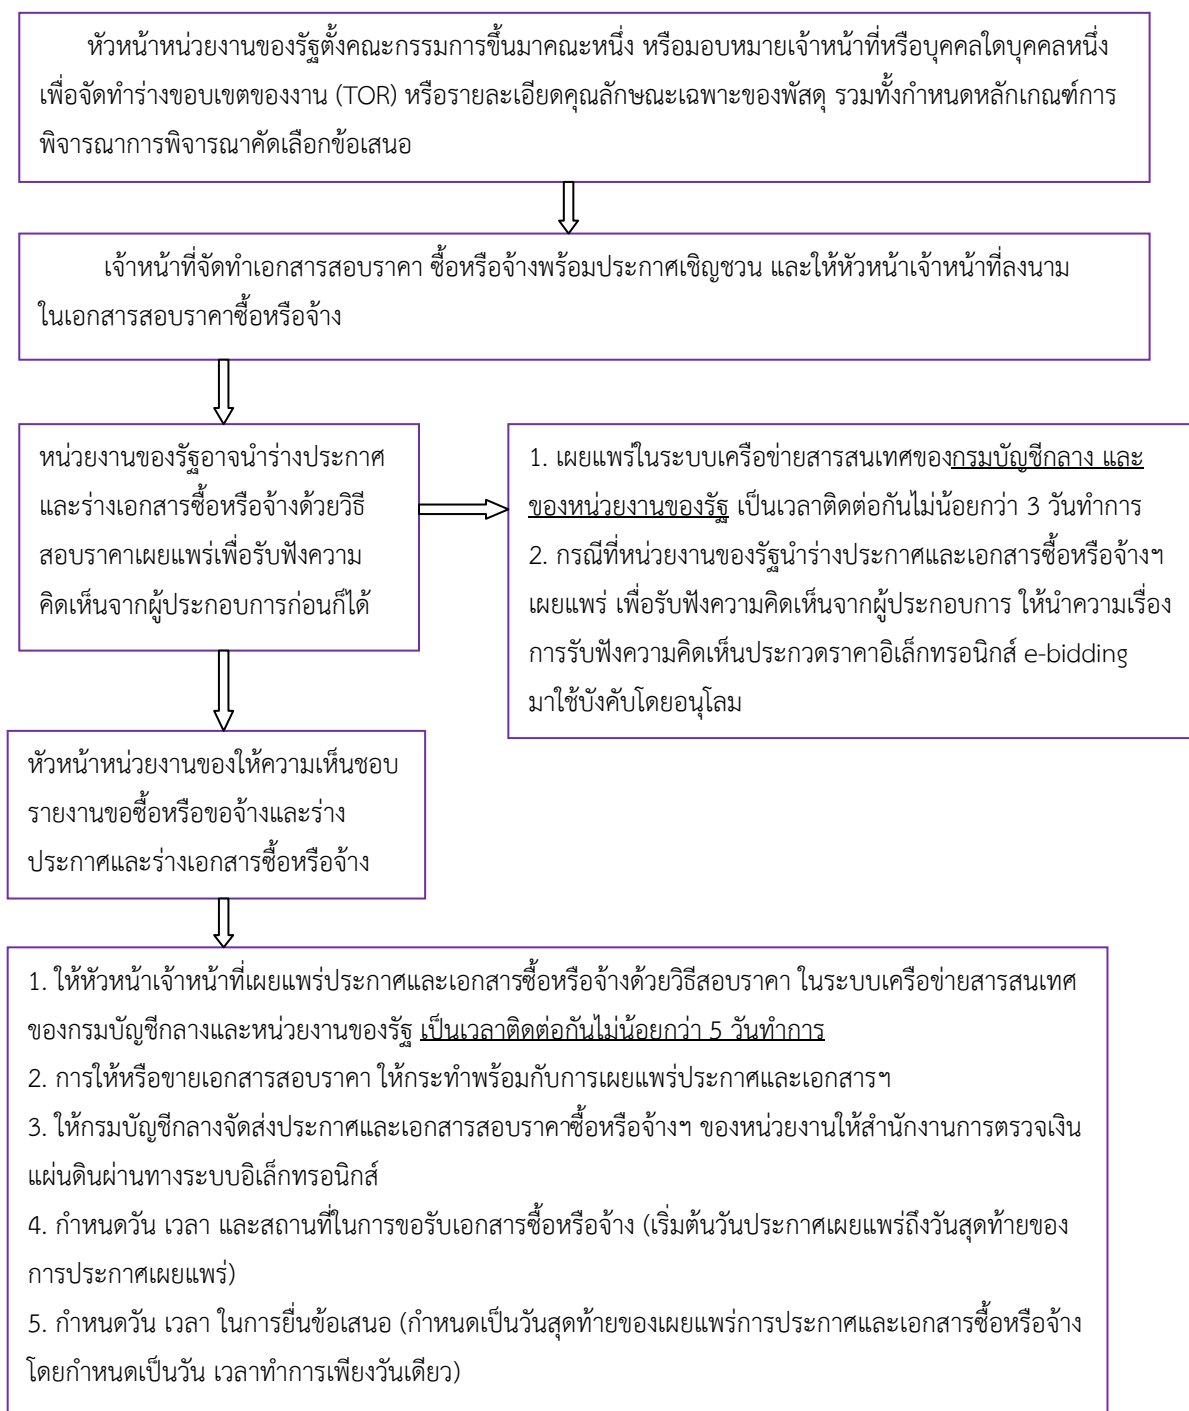 หัวหน้าหน่วยงานของรัฐตั้งคณะกรรมการขึ้นมาคณะหนึ่ง หรือมอบหมายเจ้าหน้าที่หรือบุคคลใดบุคคลหนึ่ง
เพื่อจัดทำร่างขอบเขตของงาน (TOR) หรือรายละเอียดคุณลักษณะเฉพาะของพัสดุ รวมทั้งกำหนดหลักเกณฑ์การ
พิจารณาการพิจารณาคัดเลือกข้อเสนอ
เจ้าหน้าที่จัดทำเอกสารสอบราคา ซื้อหรือจ้างพร้อมประกาศเชิญชวน และให้หัวหน้าเจ้าหน้าที่ลงนาม
ในเอกสารสอบราคาซื้อหรือจ้าง
หน่วยงานของรัฐอาจนำร่างประกาศ
และร่างเอกสารซื้อหรือจ้างด้วยวิธี
สอบราคาเผยแพร่เพื่อรับฟังความ
คิดเห็นจากผู้ประกอบการก่อนก็ได้
1. เผยแพร่ในระบบเครือข่ายสารสนเทศของกรมบัญชีกลาง และ
ของหน่วยงานของรัฐ เป็นเวลาติดต่อกันไม่น้อยกว่า 3 วันทำการ
2. กรณีที่หน่วยงานของรัฐนำร่างประกาศและเอกสารซื้อหรือจ้างฯ
เผยแพร่ เพื่อรับฟังความคิดเห็นจากผู้ประกอบการ ให้นำความเรื่อง
การรับฟังความคิดเห็นประกวดราคาอิเล็กทรอนิกส์ e-bidding
มาใช้บังคับโดยอนุโลม
หัวหน้าหน่วยงานของให้ความเห็นชอบ
รายงานขอซื้อหรือขอจ้างและร่าง
ประกาศและร่างเอกสารซื้อหรือจ้าง
1. ให้หัวหน้าเจ้าหน้าที่เผยแพร่ประกาศและเอกสารซื้อหรือจ้างด้วยวิธีสอบราคา ในระบบเครือข่ายสารสนเทศ
ของกรมบัญชีกลางและหน่วยงานของรัฐ เป็นเวลาติดต่อกันไม่น้อยกว่า 5 วันทำการ
2. การให้หรือขายเอกสารสอบราคา ให้กระทำพร้อมกับการเผยแพร่ประกาศและเอกสารฯ
3. ให้กรมบัญชีกลางจัดส่งประกาศและเอกสารสอบราคาซื้อหรือจ้างฯ ของหน่วยงานให้สำนักงานการตรวจเงิน
แผ่นดินผ่านทางระบบอิเล็กทรอนิกส์
4. กำหนดวัน เวลา และสถานที่ในการขอรับเอกสารซื้อหรือจ้าง (เริ่มต้นวันประกาศเผยแพร่ถึงวันสุดท้ายของ
การประกาศเผยแพร่)
5. กำหนดวัน เวลา ในการยื่นข้อเสนอ (กำหนดเป็นวันสุดท้ายของเผยแพร่การประกาศและเอกสารซื้อหรือจ้าง
โดยกำหนดเป็นวัน เวลาทำการเพียงวันเดียว)